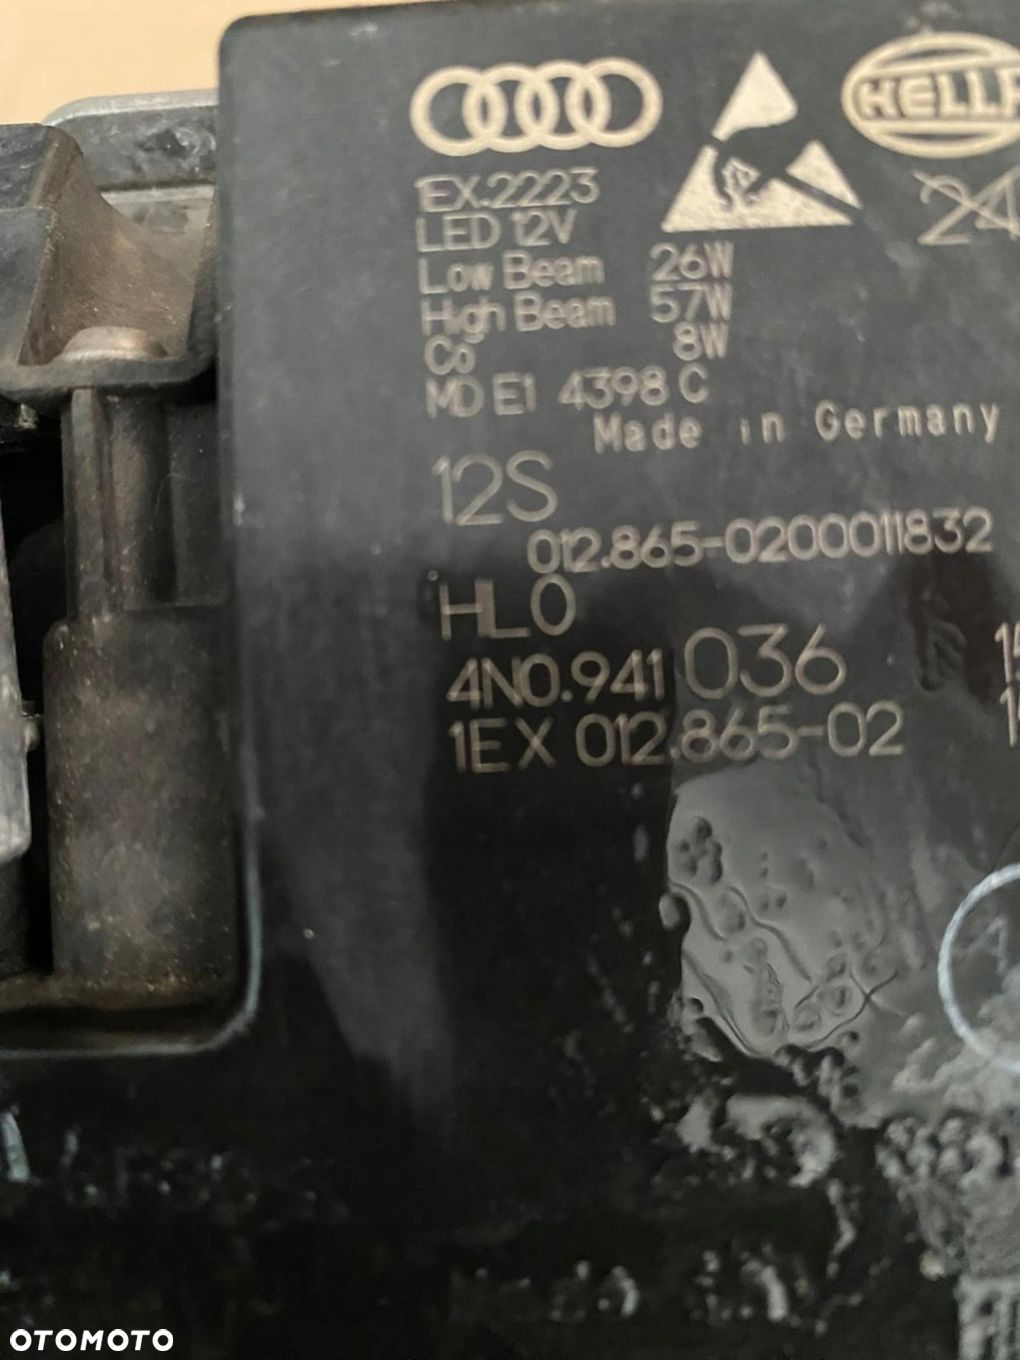 HELLA
1EX.2223
LED 12V
24
Low Beam 26W
High Beam 57W
Co 8W
MD E1 4398 C
Made in Germany
12S
012.865-0200011832
HL0
4N0.941 036
1EX 012.865-02
OTOMOTO